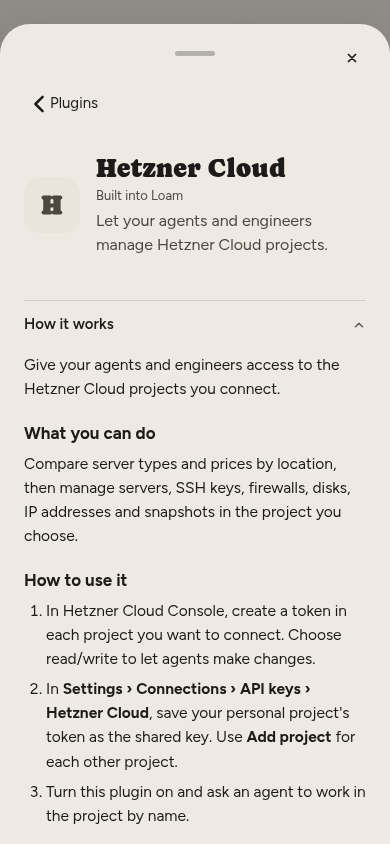 Plugins
Hetzner Cloud
H
Built into Loam
Let your agents and engineers
manage Hetzner Cloud projects.
How it works
Give your agents and engineers access to the
Hetzner Cloud projects you connect.
What you can do
Compare server types and prices by location,
then manage servers, SSH keys, firewalls, disks,
IP addresses and snapshots in the project you
choose.
How to use it
1. In Hetzner Cloud Console, create a token in
each project you want to connect. Choose
read/write to let agents make changes.
2. In Settings › Connections › API keys ›
Hetzner Cloud, save your personal project's
token as the shared key. Use Add project for
each other project.
3. Turn this plugin on and ask an agent to work in
the project by name.